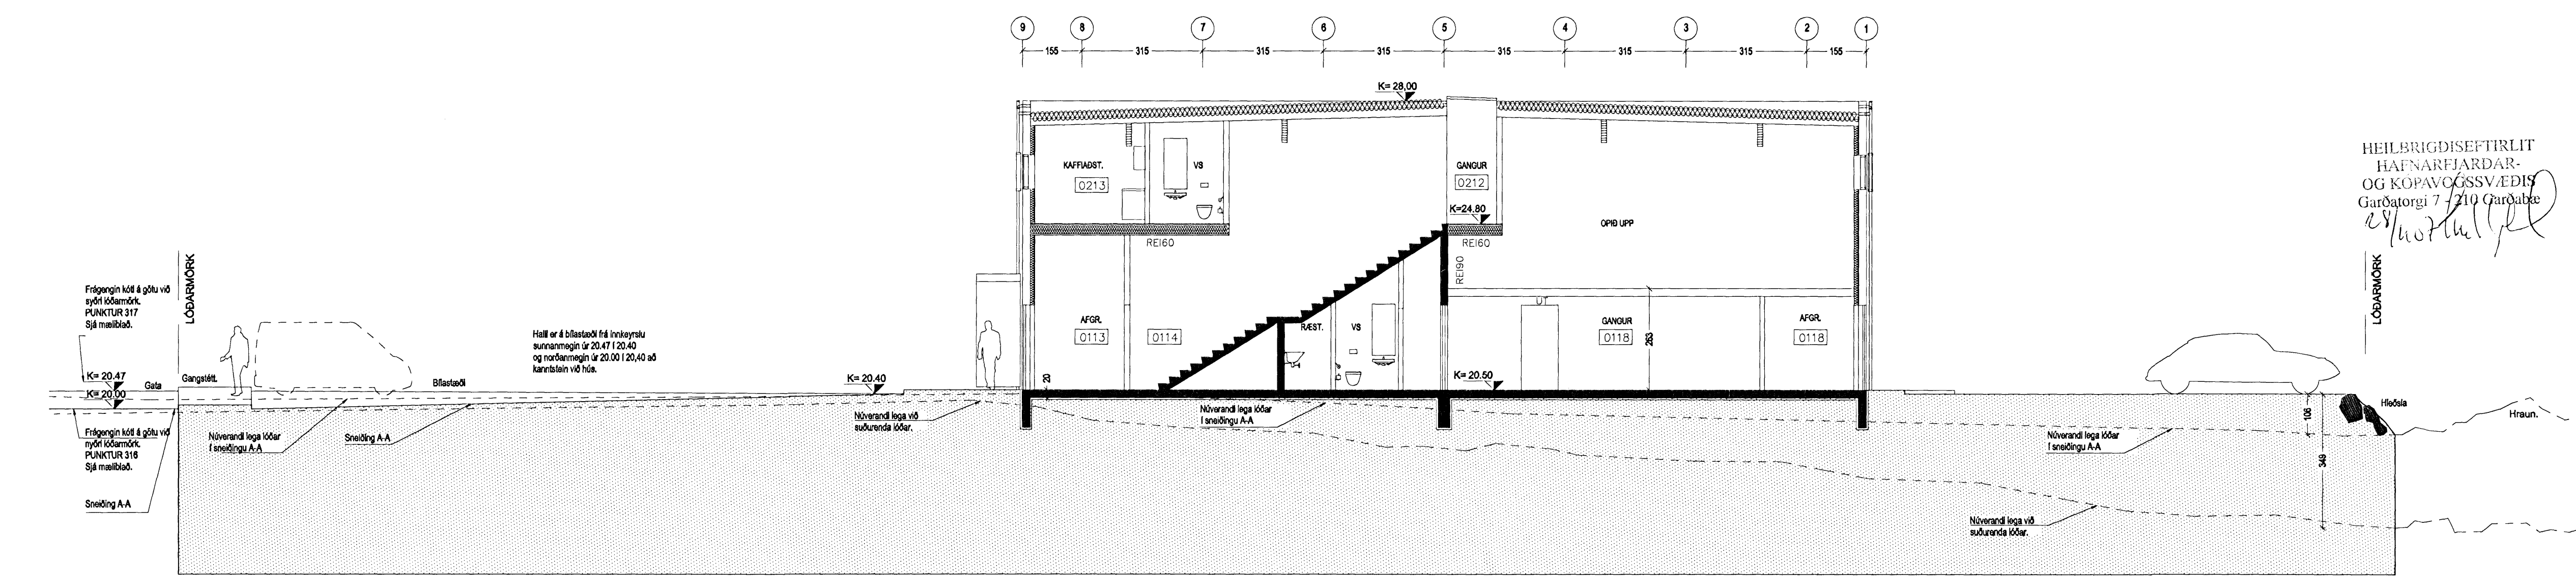 9 8 7 6 5 4 3 2 1
155 315 315 315 315 315 315 155
K= 28,00
KAFFIAÐST.
0213
VS
GANGUR
0212
K=24.80
REI60
REI60
REI90
OPIÐ UPP
HEILBRIGÐISEFTIRLIT
HAFNARFJARÐAR-
OG KÓPAVOGSSVÆÐIS
Garðatorgi 7 - 210 Garðabæ
LÓÐARMÖRK
LÓÐARMÖRK
Frágengin kóti á götu við
syðri lóðarmörk.
PUNKTUR 317
Sjá mæliblað.
K= 20.47
Gata
Gangstétt.
K= 20.00
Bílastæði
Halli er á bílastæði frá innkeyrslu
sunnanmegin úr 20.47 í 20.40
og norðanmegin úr 20.00 í 20,40 að
kanntstein við hús.
K= 20.40
AFGR.
0113
0114
RÆST.
VS
K= 20.50
ÚT
GANGUR
0118
263
AFGR.
0118
20
Frágengin kóti á götu við
nyðri lóðarmörk.
PUNKTUR 316
Sjá mæliblað.
Sneiðing A-A
Núverandi lega lóðar
í sneiðingu A-A
Sneiðing A-A
Núverandi lega við
suðurenda lóðar.
Núverandi lega lóðar
í sneiðingu A-A
Núverandi lega lóðar
í sneiðingu A-A
106
349
Hleðsla
Hraun.
Núverandi lega við
suðurenda lóðar.